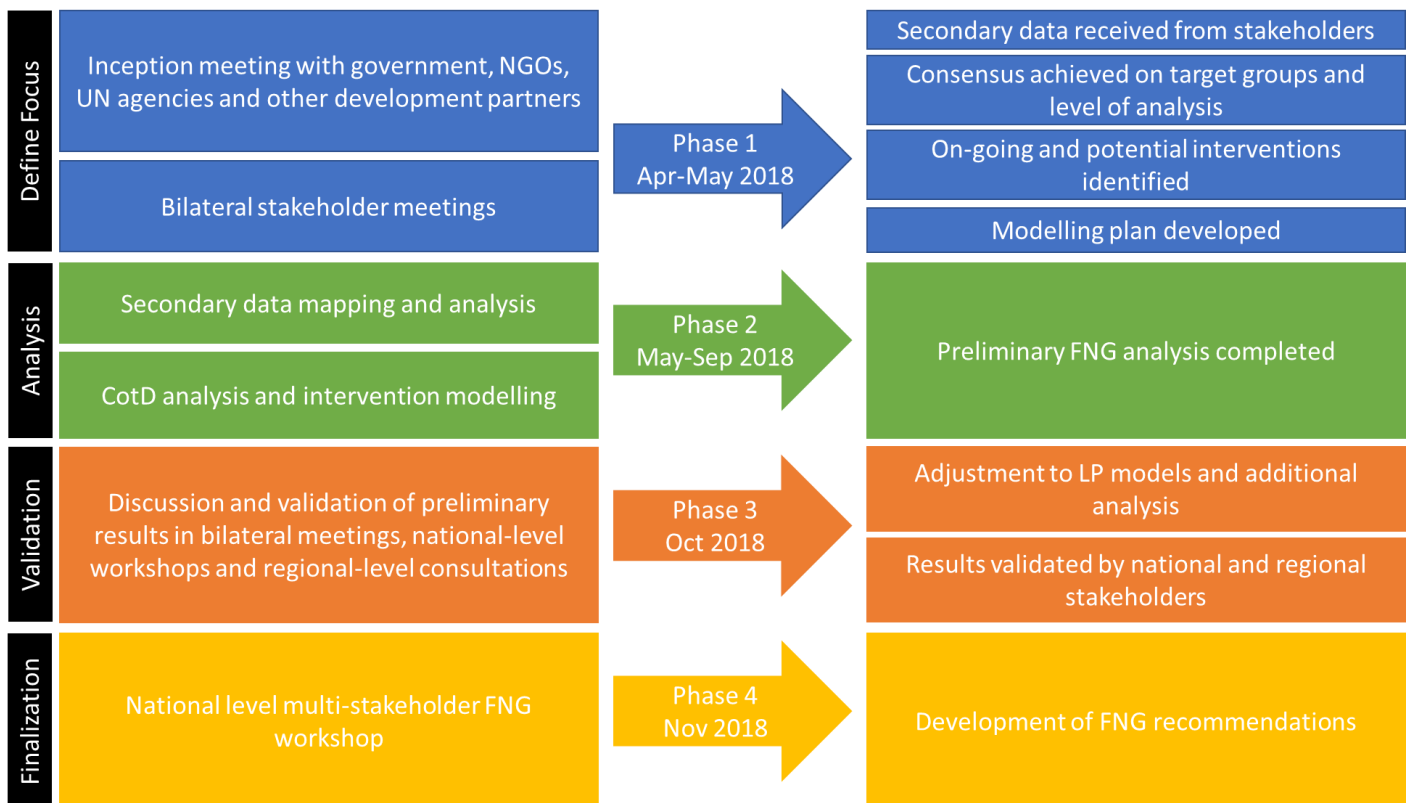 Define Focus
Inception meeting with government, NGOs,
UN agencies and other development partners
Bilateral stakeholder meetings
Phase 1
Apr-May 2018
Secondary data received from stakeholders
Consensus achieved on target groups and
level of analysis
On-going and potential interventions
identified
Modelling plan developed
Analysis
Secondary data mapping and analysis
CotD analysis and intervention modelling
Phase 2
May-Sep 2018
Preliminary FNG analysis completed
Validation
Discussion and validation of preliminary
results in bilateral meetings, national-level
workshops and regional-level consultations
Phase 3
Oct 2018
Adjustment to LP models and additional
analysis
Results validated by national and regional
stakeholders
Finalization
National level multi-stakeholder FNG
workshop
Phase 4
Nov 2018
Development of FNG recommendations